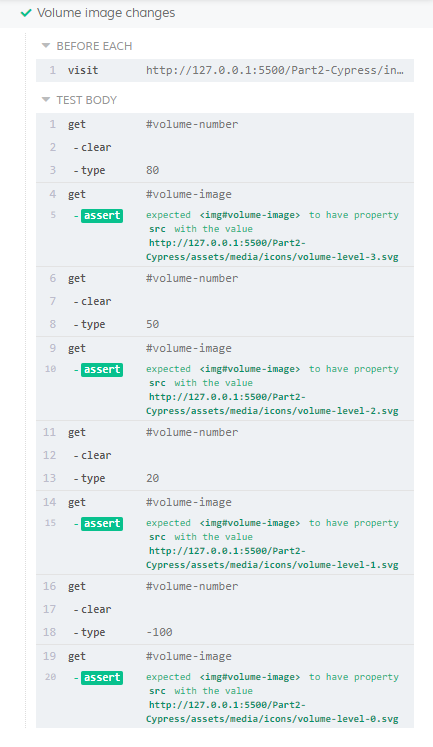 Volume image changes
BEFORE EACH
1 visit http://127.0.0.1:5500/Part2-Cypress/in…
TEST BODY
1 get #volume-number
2 -clear
3 -type 80
4 get #volume-image
5 -assert expected <img#volume-image> to have property
src with the value
http://127.0.0.1:5500/Part2-
Cypress/assets/media/icons/volume-level-3.svg
6 get #volume-number
7 -clear
8 -type 50
9 get #volume-image
10 -assert expected <img#volume-image> to have property
src with the value
http://127.0.0.1:5500/Part2-
Cypress/assets/media/icons/volume-level-2.svg
11 get #volume-number
12 -clear
13 -type 20
14 get #volume-image
15 -assert expected <img#volume-image> to have property
src with the value
http://127.0.0.1:5500/Part2-
Cypress/assets/media/icons/volume-level-1.svg
16 get #volume-number
17 -clear
18 -type -100
19 get #volume-image
20 -assert expected <img#volume-image> to have property
src with the value
http://127.0.0.1:5500/Part2-
Cypress/assets/media/icons/volume-level-0.svg